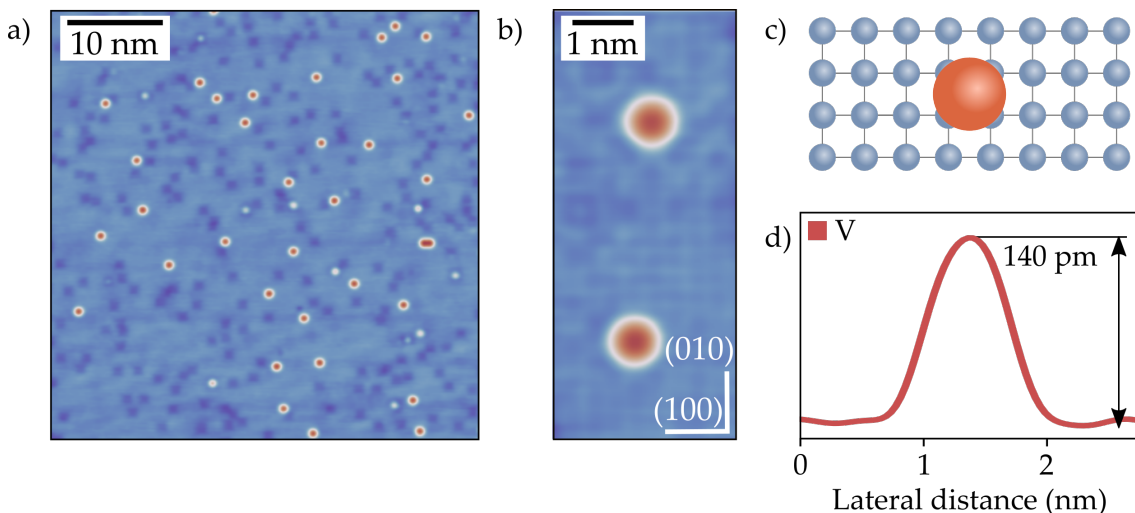 a)
10 nm
b)
1 nm
(010)
(100)
c)
d)
V
140 pm
0
1
2
Lateral distance (nm)